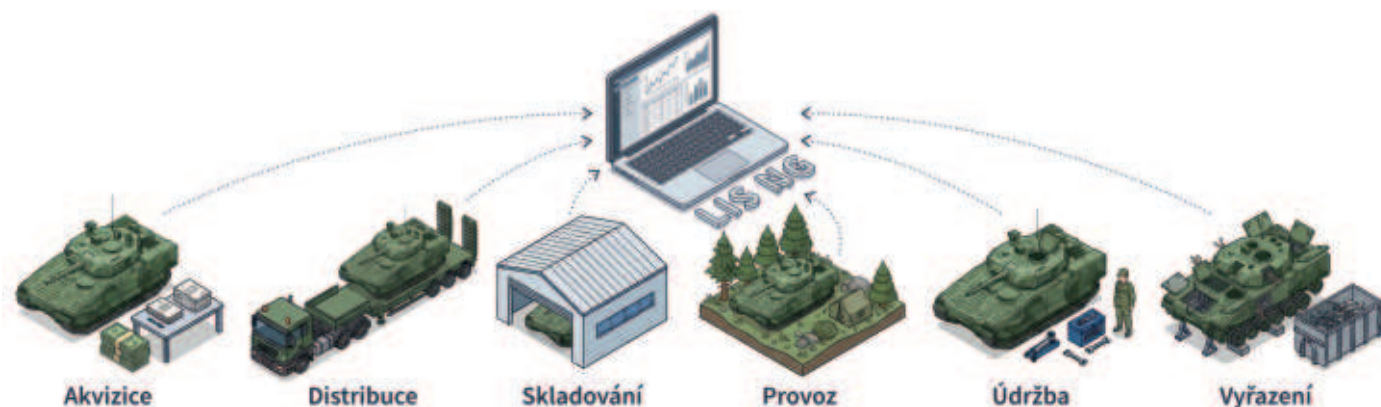 LIS NG
Akvizice
Distribuce
Skladování
Provoz
Údržba
Vyřazení